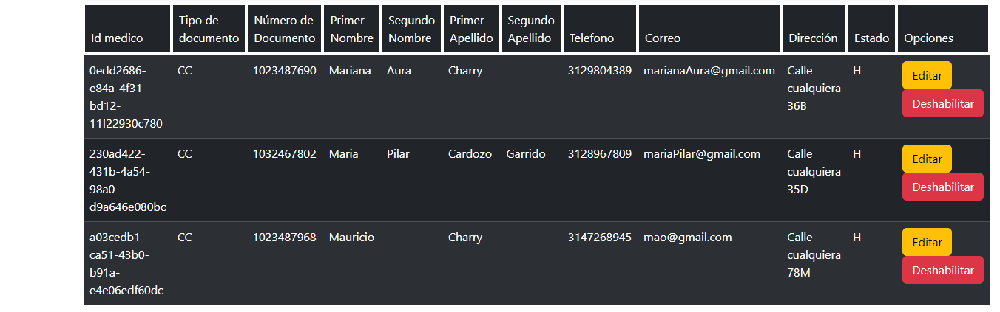 Id medico Tipo de documento Número de Documento Primer Nombre Segundo Nombre Primer Apellido Segundo Apellido Telefono Correo Dirección Estado Opciones
0edd2686- CC 1023487690 Mariana Aura Charry 3129804389 marianaAura@gmail.com Calle H Editar
e84a-4f31- cualquiera
bd12- 36B Deshabilitar
11f22930c780
230ad422- CC 1032467802 Maria Pilar Cardozo Garrido 3128967809 mariaPilar@gmail.com Calle H Editar
431b-4a54- cualquiera
98a0- 35D Deshabilitar
d9a646e080bc
a03cedb1- CC 1023487968 Mauricio Charry 3147268945 mao@gmail.com Calle H Editar
ca51-43b0- cualquiera
b91a- 78M Deshabilitar
e4e06edf60dc